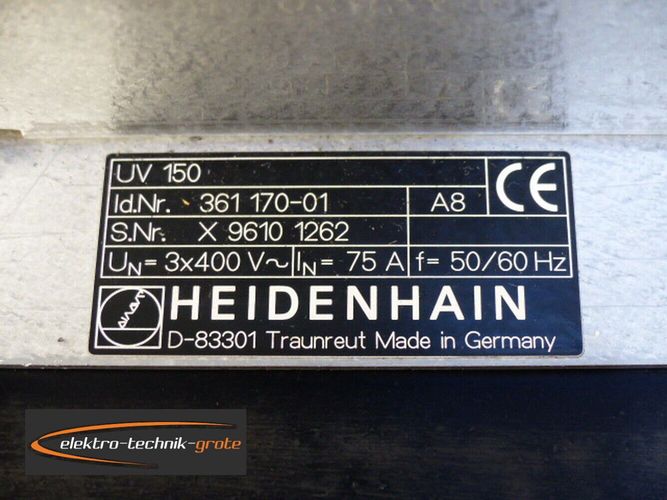 UV 150
Id.Nr. 361 170-01 A8 CE
S.Nr. X 9610 1262
UN = 3x400 V~ IN = 75 A f = 50/60 Hz
HEIDENHAIN
D-83301 Traunreut Made in Germany
elektro-technik-grote